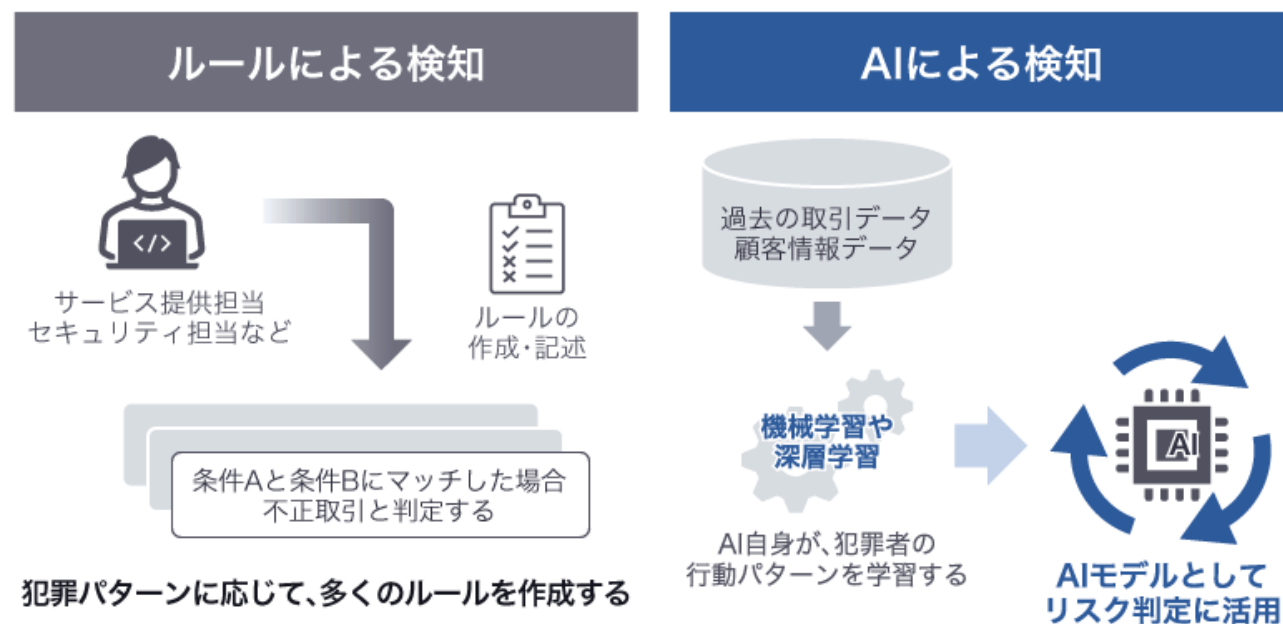 ルールによる検知
</>
サービス提供担当
セキュリティ担当など
ルールの
作成・記述
条件Aと条件Bにマッチした場合
不正取引と判定する
犯罪パターンに応じて、多くのルールを作成する
AIによる検知
過去の取引データ
顧客情報データ
機械学習や
深層学習
AI自身が、犯罪者の
行動パターンを学習する
AI
AIモデルとして
リスク判定に活用